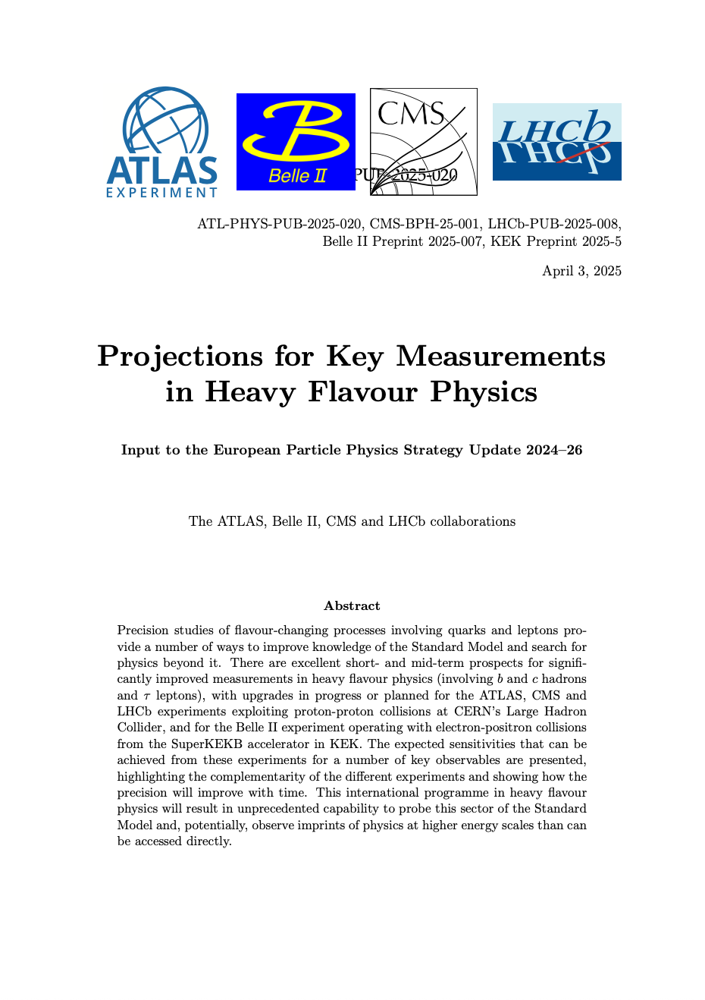 ATLAS
EXPERIMENT
Belle II
CMS
LHCb
PUB-2025-020
ATL-PHYS-PUB-2025-020, CMS-BPH-25-001, LHCb-PUB-2025-008,
Belle II Preprint 2025-007, KEK Preprint 2025-5
April 3, 2025
Projections for Key Measurements
in Heavy Flavour Physics
Input to the European Particle Physics Strategy Update 2024–26
The ATLAS, Belle II, CMS and LHCb collaborations
Abstract
Precision studies of flavour-changing processes involving quarks and leptons pro-
vide a number of ways to improve knowledge of the Standard Model and search for
physics beyond it. There are excellent short- and mid-term prospects for signifi-
cantly improved measurements in heavy flavour physics (involving b and c hadrons
and τ leptons), with upgrades in progress or planned for the ATLAS, CMS and
LHCb experiments exploiting proton-proton collisions at CERN's Large Hadron
Collider, and for the Belle II experiment operating with electron-positron collisions
from the SuperKEKB accelerator in KEK. The expected sensitivities that can be
achieved from these experiments for a number of key observables are presented,
highlighting the complementarity of the different experiments and showing how the
precision will improve with time. This international programme in heavy flavour
physics will result in unprecedented capability to probe this sector of the Standard
Model and, potentially, observe imprints of physics at higher energy scales than can
be accessed directly.